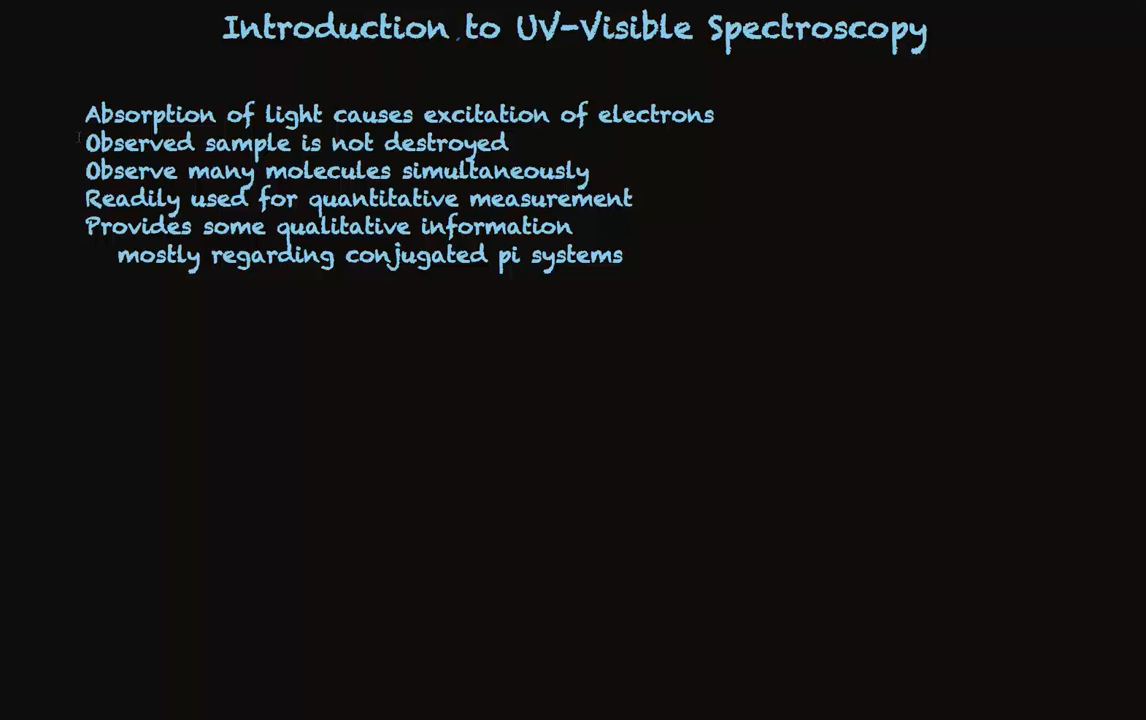 Introduction to UV-Visible Spectroscopy
Absorption of light causes excitation of electrons
Observed sample is not destroyed
Observe many molecules simultaneously
Readily used for quantitative measurement
Provides some qualitative information
mostly regarding conjugated pi systems